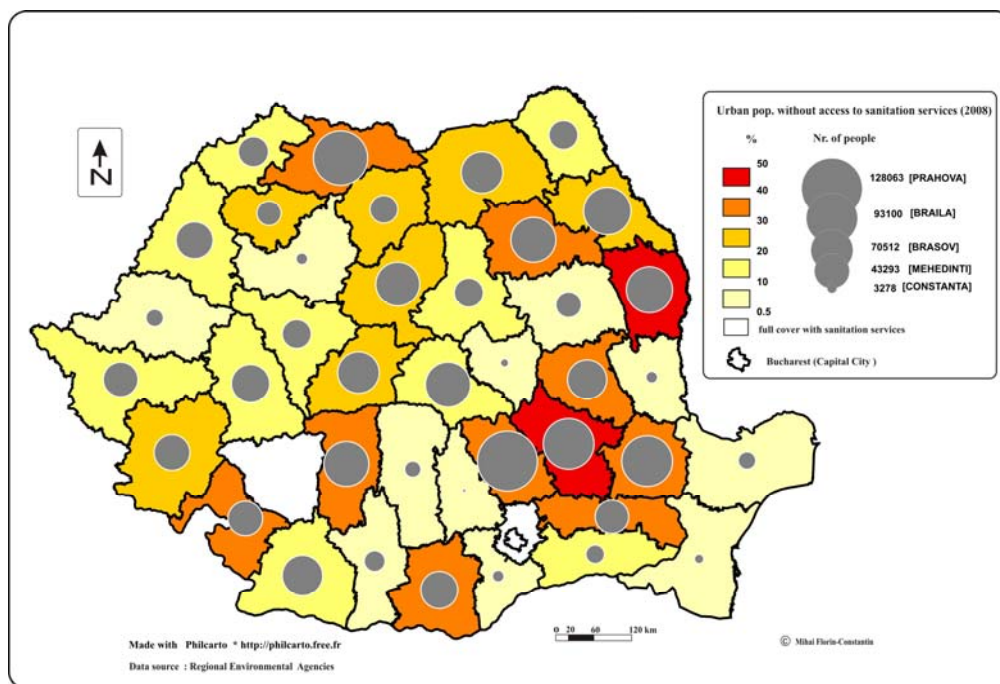 Urban pop. without access to sanitation services (2008)
% Nr. of people
50
40
30
20
10
0.5
128063 [PRAHOVA]
93100 [BRAILA]
70512 [BRASOV]
43293 [MEHEDINTI]
3278 [CONSTANTA]
full cover with sanitation services
Bucharest (Capital City )
N
0 20 60 120 km
Made with Philcarto * http://philcarto.free.fr
Data source : Regional Environmental Agencies
© Mihai Florin-Constantin